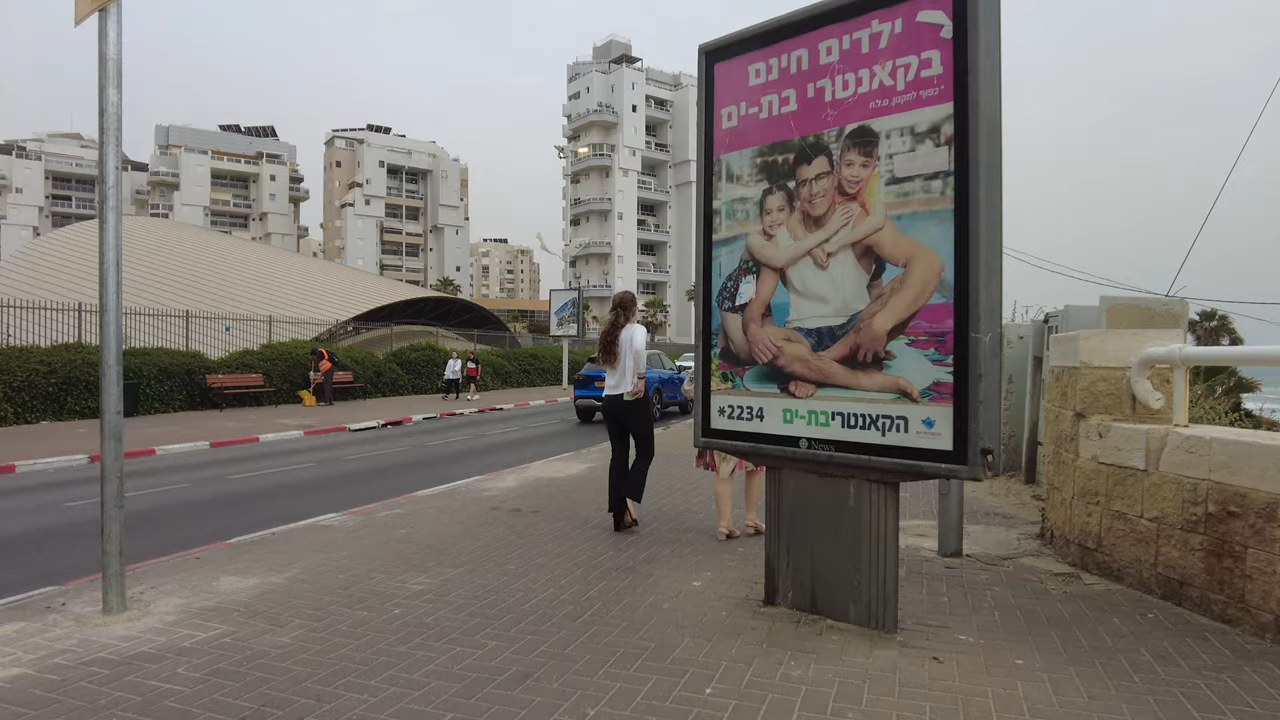 ילדים חינם
בקאנטרי בת-ים
*כפוף לתקנון, ט.ל.ח
*2234
הקאנטרי בת-ים
News